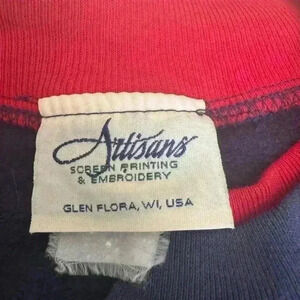 Artisans
SCREEN PRINTING
& EMBROIDERY
GLEN FLORA, WI, USA